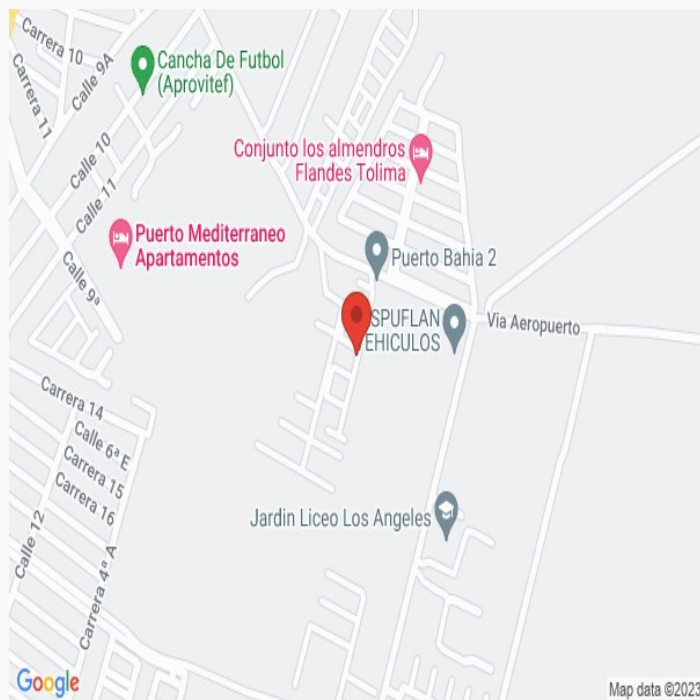 Carrera 10
Carrera 11
Calle 9A
Cancha De Futbol
(Aprovitef)
Calle 10
Calle 11
Conjunto los almendros
Flandes Tolima
Puerto Mediterraneo
Apartamentos
Calle 9ª
Puerto Bahia 2
SPUFLAN
EHICULOS
Via Aeropuerto
Carrera 14
Calle 6ª E
Carrera 15
Carrera 16
Calle 12
Carrera 4ª A
Jardin Liceo Los Angeles
Google
Map data ©2023